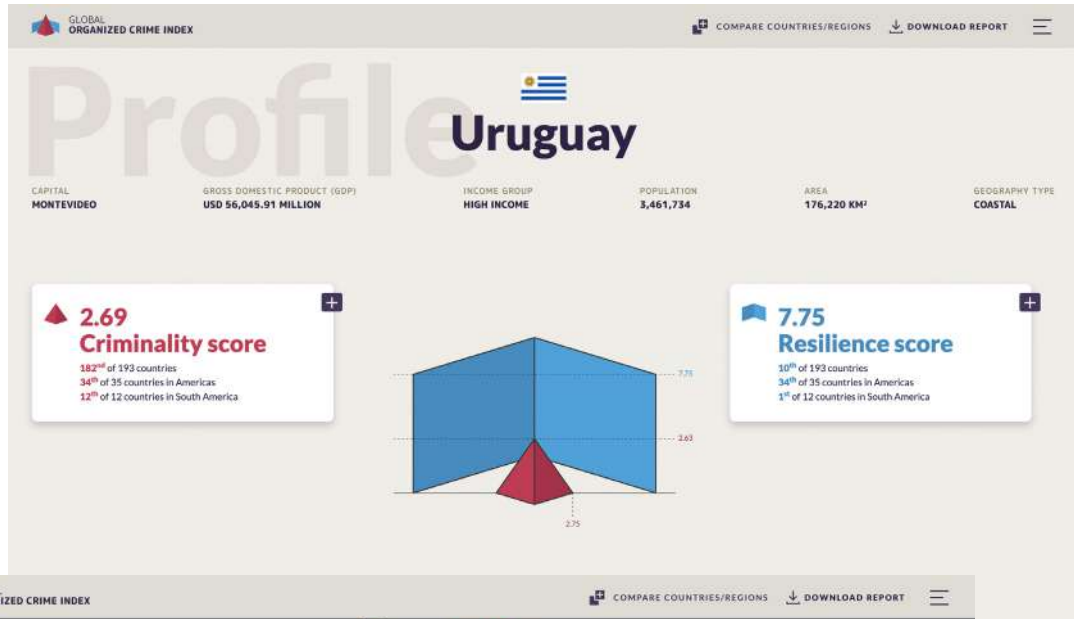 GLOBAL
ORGANIZED CRIME INDEX
COMPARE COUNTRIES/REGIONS
DOWNLOAD REPORT
Profile
Uruguay
CAPITAL
MONTEVIDEO
GROSS DOMESTIC PRODUCT (GDP)
USD 56,045.91 MILLION
INCOME GROUP
HIGH INCOME
POPULATION
3,461,734
AREA
176,220 KM²
GEOGRAPHY TYPE
COASTAL
2.69
Criminality score
182nd of 193 countries
34th of 35 countries in Americas
12th of 12 countries in South America
7.75
2.63
2.75
7.75
Resilience score
10th of 193 countries
34th of 35 countries in Americas
1st of 12 countries in South America
IZED CRIME INDEX
COMPARE COUNTRIES/REGIONS
DOWNLOAD REPORT